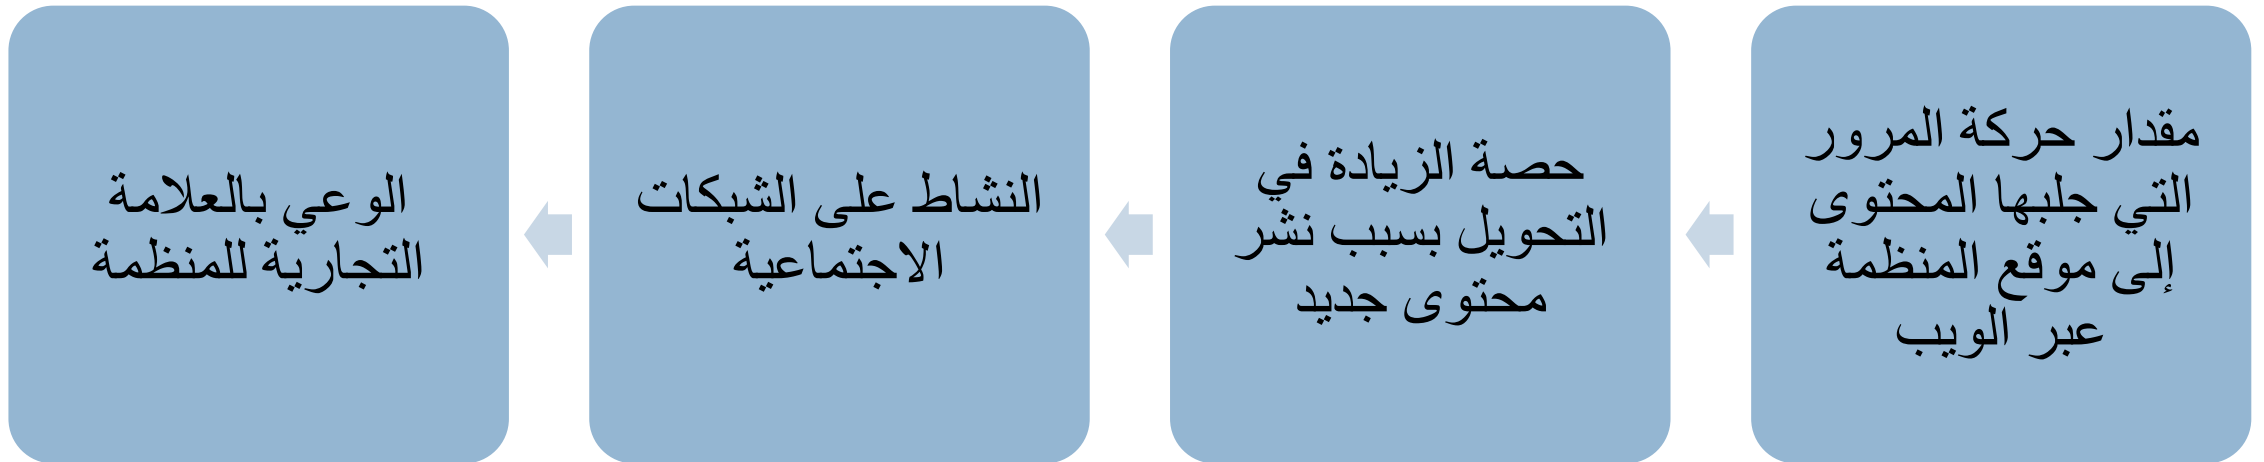 مقدار حركة المرور
التي جلبها المحتوى
إلى موقع المنظمة
عبر الويب
حصة الزيادة في
التحويل بسبب نشر
محتوى جديد
النشاط على الشبكات
الاجتماعية
الوعي بالعلامة
التجارية للمنظمة